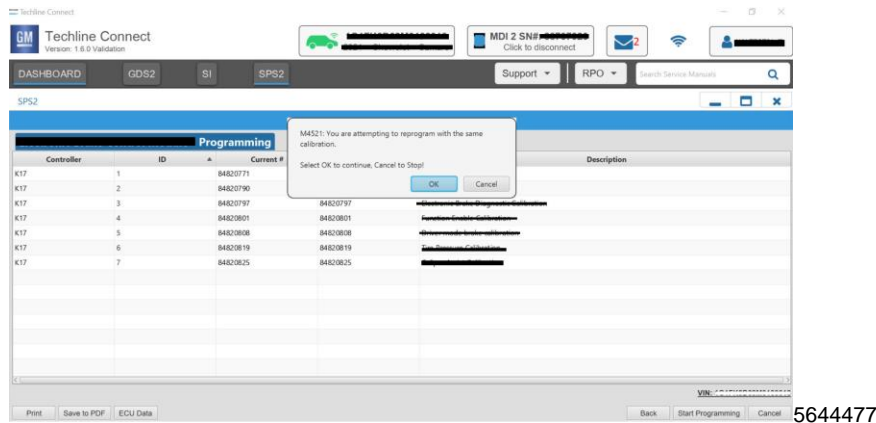 Techline Connect
GM
Techline Connect
Version: 1.6.0 Validation
MDI 2 SN#:
Click to disconnect
2
DASHBOARD GDS2 SI SPS2 Support RPO Search Service Manuals
SPS2
Programming
M4521: You are attempting to reprogram with the same
calibration.
Select OK to continue, Cancel to Stop!
OK Cancel
Controller ID Current # Description
K17 1 84820771
K17 2 84820790
K17 3 84820797 84820797 Electronic Brake Diagnostic Calibration
K17 4 84820801 84820801 Function Enable Calibration
K17 5 84820808 84820808 Driver mode brake calibration
K17 6 84820819 84820819 Tire Pressure Calibration
K17 7 84820825 84820825
VIN:
Print Save to PDF ECU Data Back Start Programming Cancel
5644477